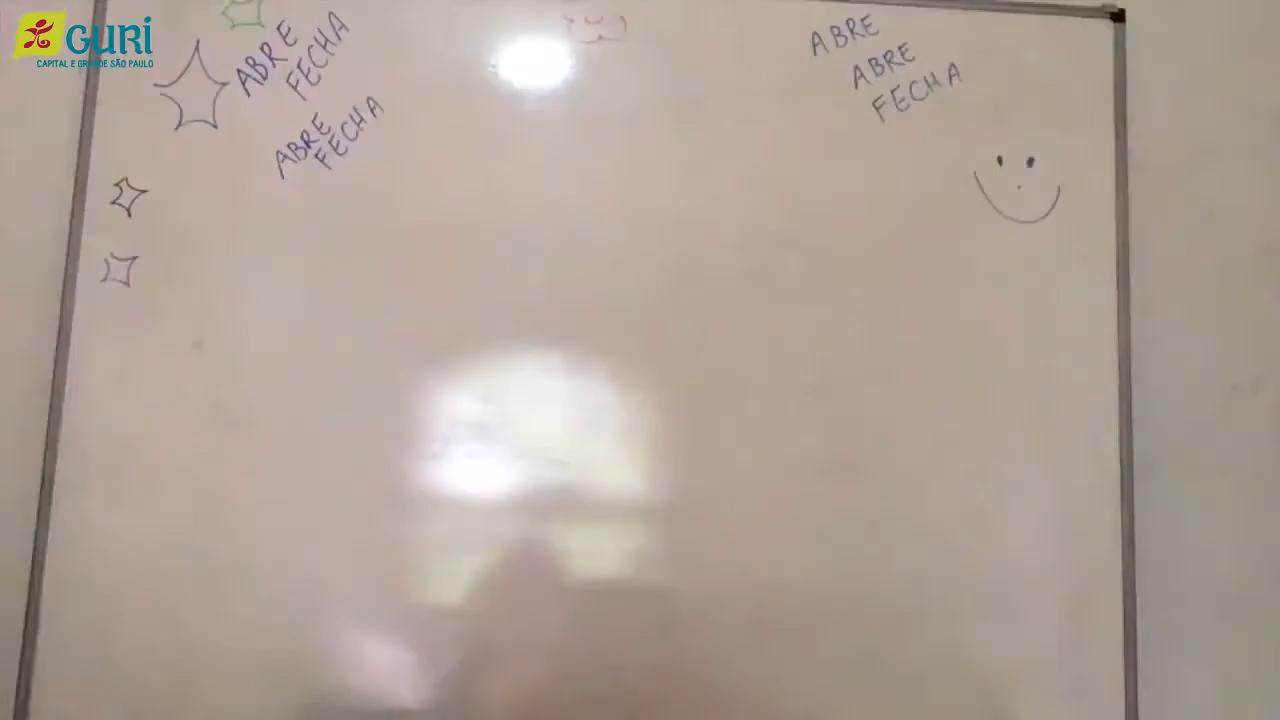 GURI
CAPITAL E GRANDE SÃO PAULO
ABRE
FECHA
ABRE
FECHA
ABRE
ABRE
FECHA